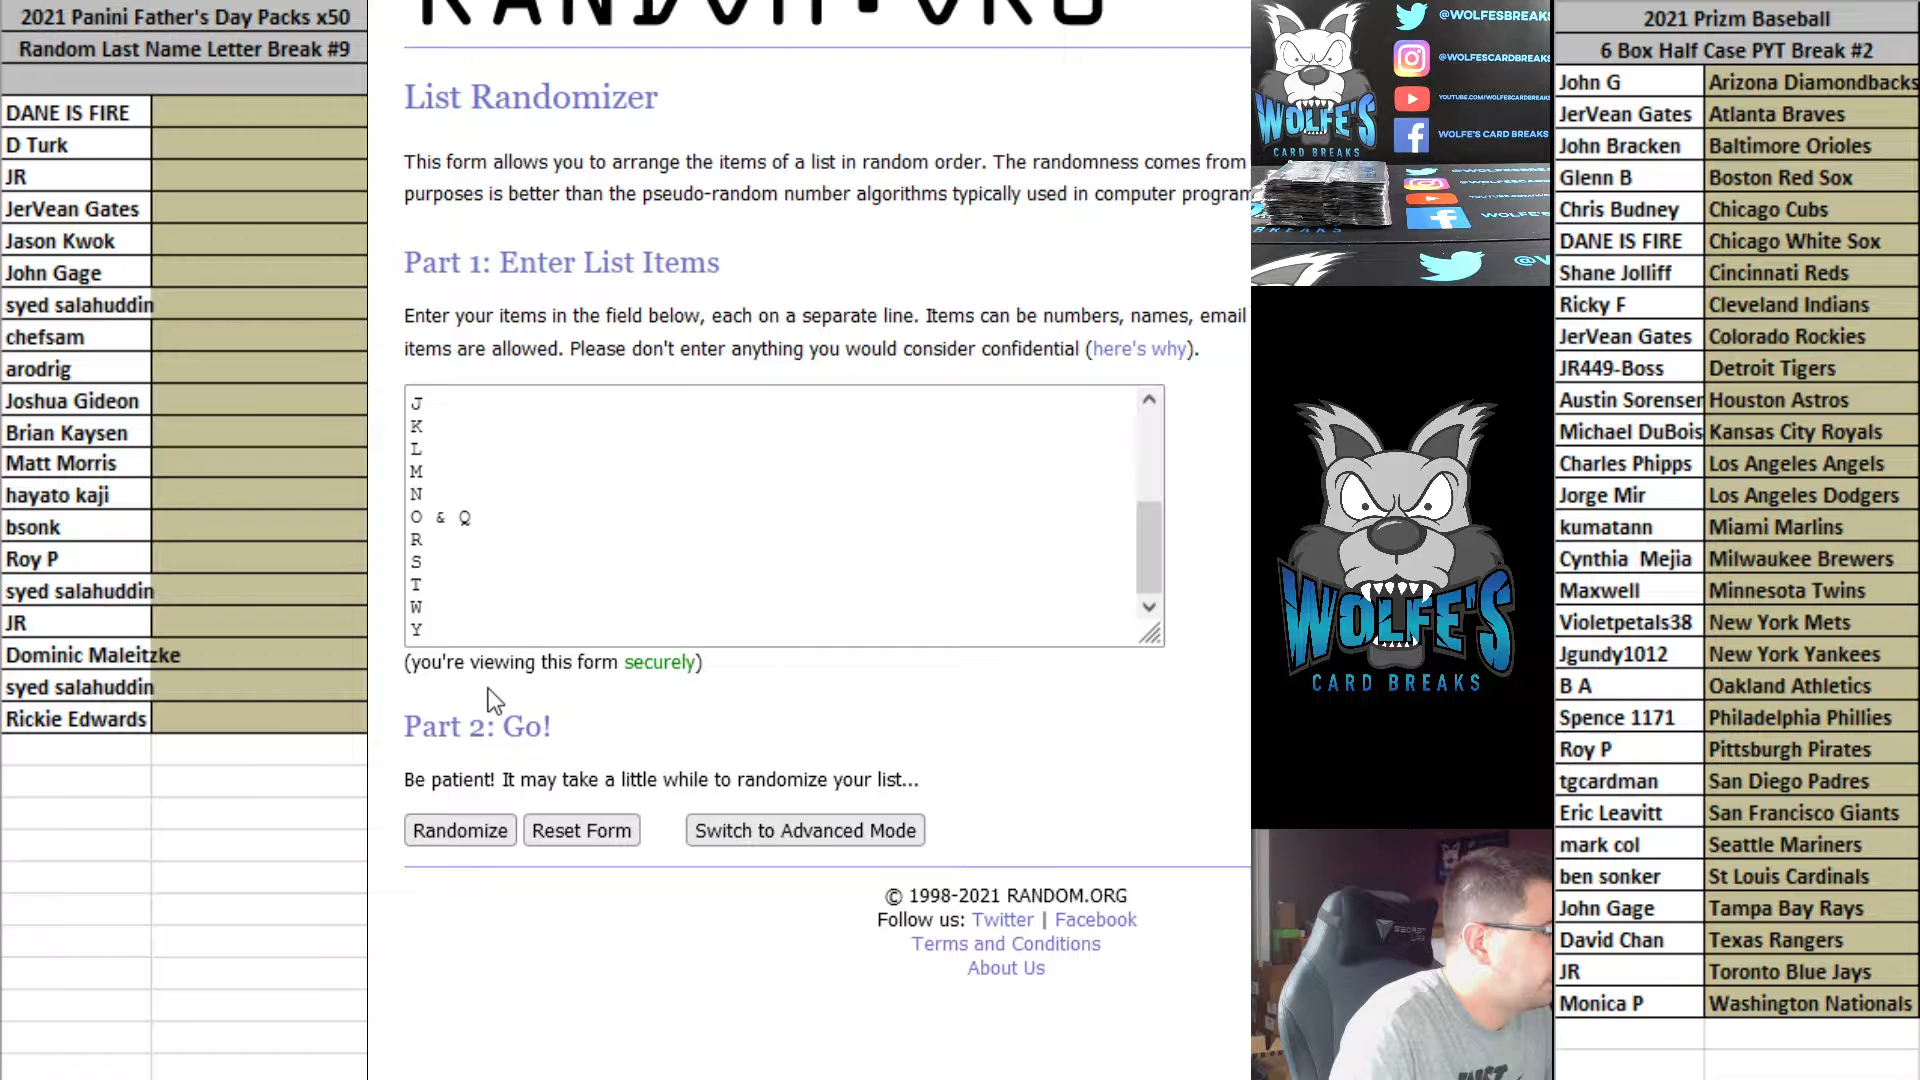 2021 Panini Father's Day Packs x50
Random Last Name Letter Break #9
DANE IS FIRE
D Turk
JR
JerVean Gates
Jason Kwok
John Gage
syed salahuddin
chefsam
arodrig
Joshua Gideon
Brian Kaysen
Matt Morris
hayato kaji
bsonk
Roy P
syed salahuddin
JR
Dominic Maleitzke
syed salahuddin
Rickie Edwards
RANDOM.ORG
List Randomizer
This form allows you to arrange the items of a list in random order. The randomness comes from
purposes is better than the pseudo-random number algorithms typically used in computer program
Part 1: Enter List Items
Enter your items in the field below, each on a separate line. Items can be numbers, names, email
items are allowed. Please don't enter anything you would consider confidential (here's why).
J
K
L
M
N
O & Q
R
S
T
W
Y
(you're viewing this form securely)
Part 2: Go!
Be patient! It may take a little while to randomize your list...
Randomize Reset Form Switch to Advanced Mode
© 1998-2021 RANDOM.ORG
Follow us: Twitter | Facebook
Terms and Conditions
About Us
WOLFE'S
CARD BREAKS
@WOLFESBREAKS
@WOLFESCARDBREAKS
YOUTUBE.COM/WOLFESCARDBREAKS
WOLFE'S CARD BREAKS
WOLFE'S
CARD BREAKS
2021 Prizm Baseball
6 Box Half Case PYT Break #2
John G Arizona Diamondbacks
JerVean Gates Atlanta Braves
John Bracken Baltimore Orioles
Glenn B Boston Red Sox
Chris Budney Chicago Cubs
DANE IS FIRE Chicago White Sox
Shane Jolliff Cincinnati Reds
Ricky F Cleveland Indians
JerVean Gates Colorado Rockies
JR449-Boss Detroit Tigers
Austin Sorensen Houston Astros
Michael DuBois Kansas City Royals
Charles Phipps Los Angeles Angels
Jorge Mir Los Angeles Dodgers
kumatann Miami Marlins
Cynthia Mejia Milwaukee Brewers
Maxwell Minnesota Twins
Violetpetals38 New York Mets
Jgundy1012 New York Yankees
B A Oakland Athletics
Spence 1171 Philadelphia Phillies
Roy P Pittsburgh Pirates
tgcardman San Diego Padres
Eric Leavitt San Francisco Giants
mark col Seattle Mariners
ben sonker St Louis Cardinals
John Gage Tampa Bay Rays
David Chan Texas Rangers
JR Toronto Blue Jays
Monica P Washington Nationals